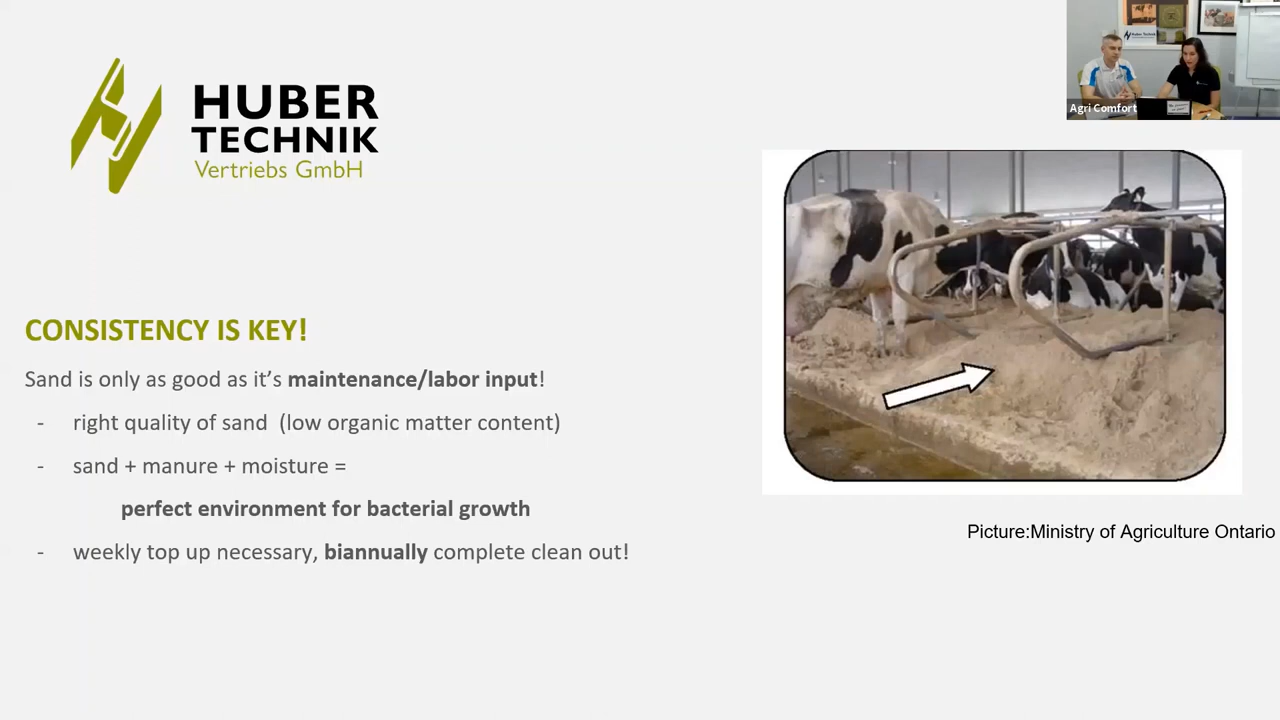 HUBER
TECHNIK
Vertriebs GmbH
Agri Comfort
CONSISTENCY IS KEY!
Sand is only as good as it's maintenance/labor input!
- right quality of sand (low organic matter content)
- sand + manure + moisture =
perfect environment for bacterial growth
- weekly top up necessary, biannually complete clean out!
Picture:Ministry of Agriculture Ontario